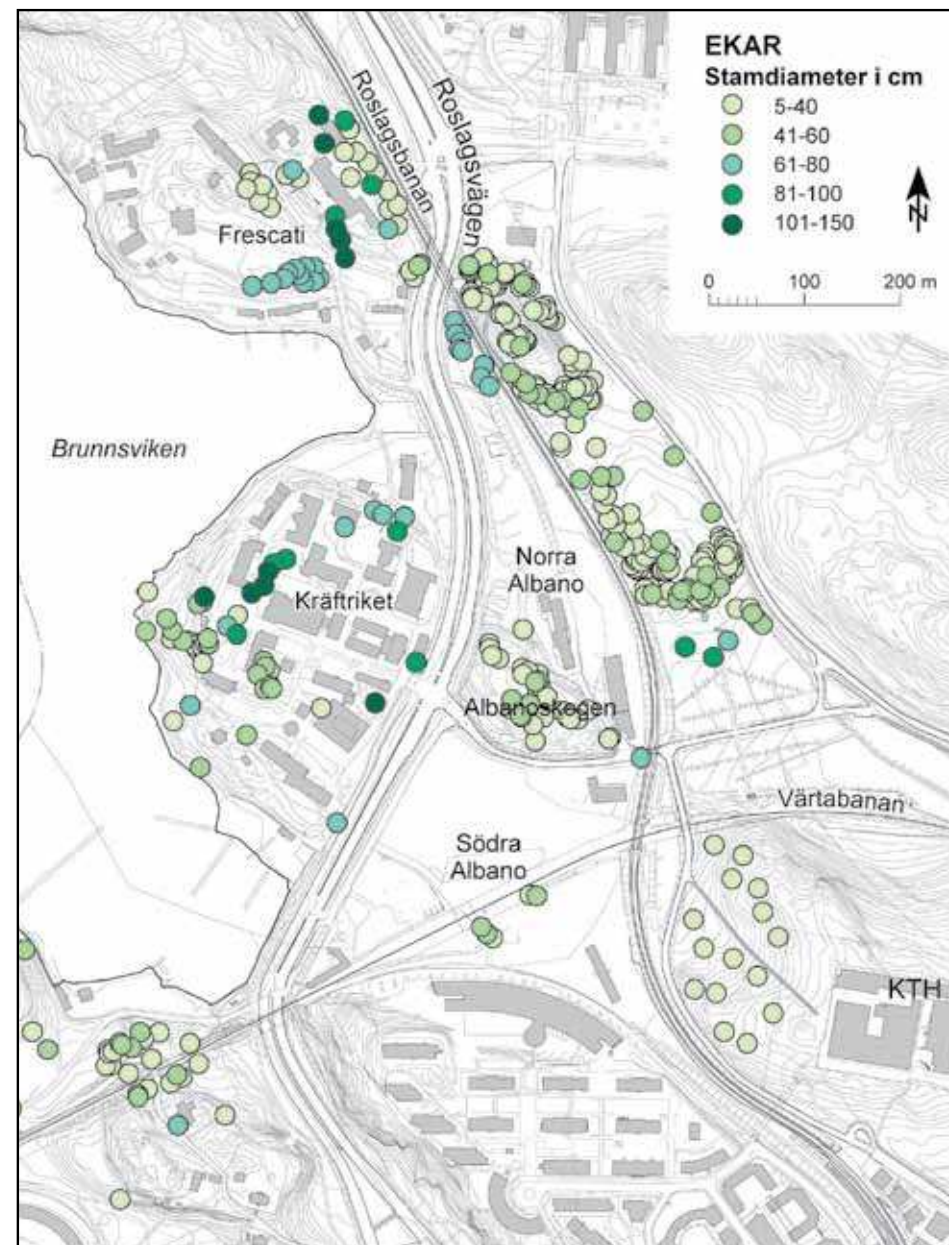 EKAR
Stamdiameter i cm
5-40
41-60
61-80
81-100
101-150
N
0 200 m
Roslagsbanan
Roslagsvägen
Frescati
Brunnsviken
Norra
Albano
Kräftriket
Albanoskogen
Värtabanan
Södra
Albano
KTH